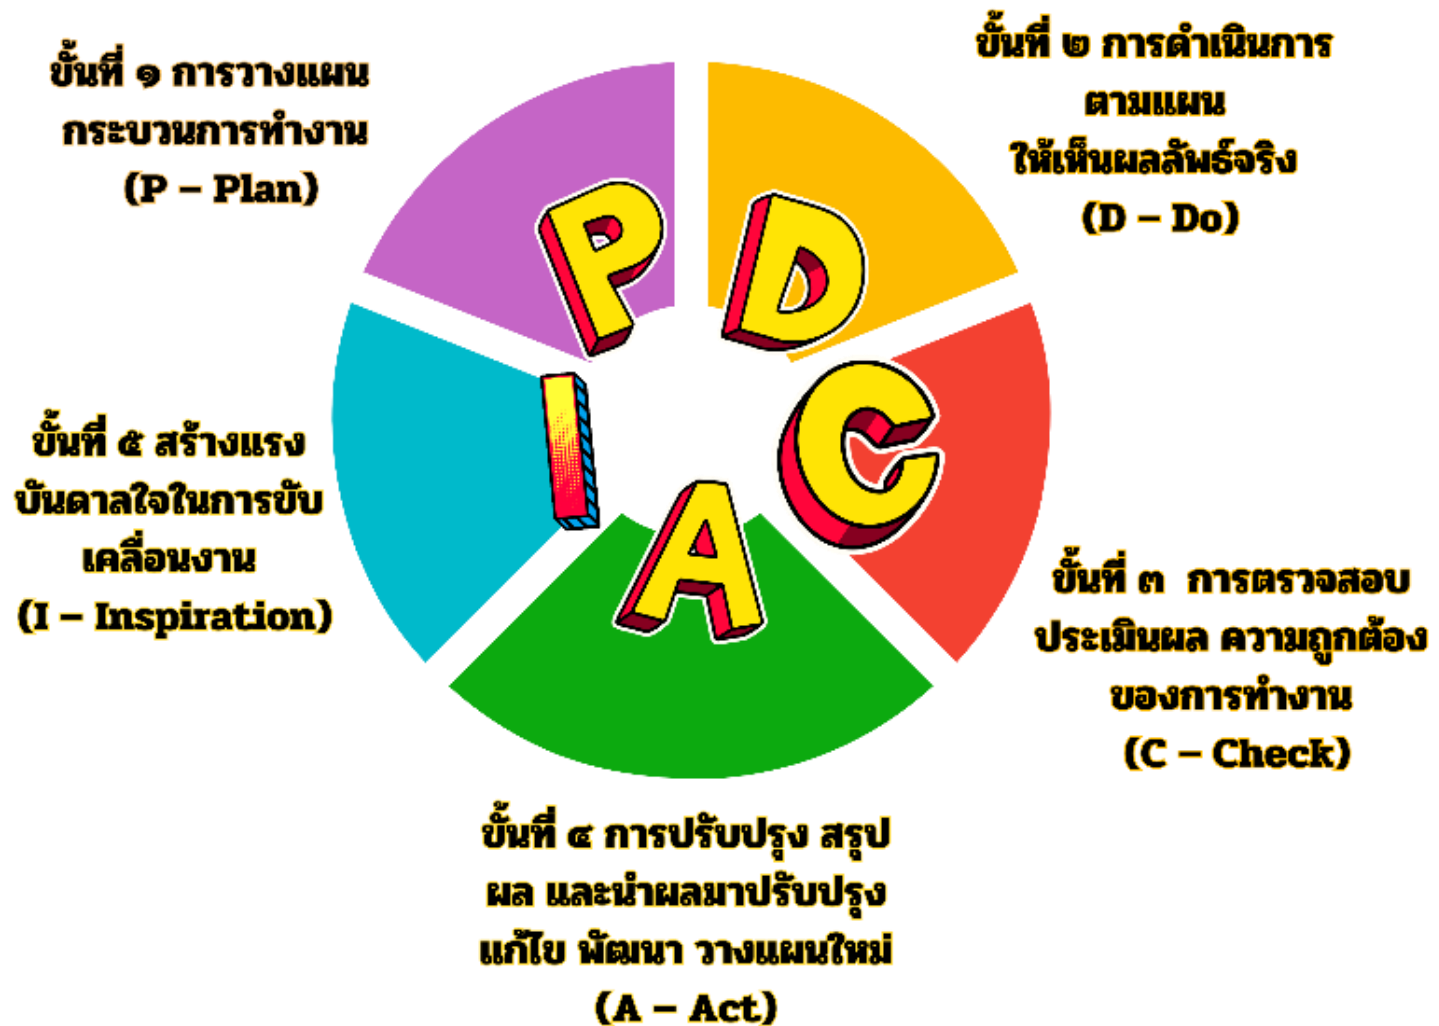 ขั้นที่ ๑ การวางแผน
กระบวนการทำงาน
(P – Plan)
ขั้นที่ ๒ การดำเนินการ
ตามแผน
ให้เห็นผลลัพธ์จริง
(D – Do)
P
D
C
A
I
ขั้นที่ ๓ การตรวจสอบ
ประเมินผล ความถูกต้อง
ของการทำงาน
(C – Check)
ขั้นที่ ๔ การปรับปรุง สรุป
ผล และนำผลมาปรับปรุง
แก้ไข พัฒนา วางแผนใหม่
(A – Act)
ขั้นที่ ๕ สร้างแรง
บันดาลใจในการขับ
เคลื่อนงาน
(I – Inspiration)